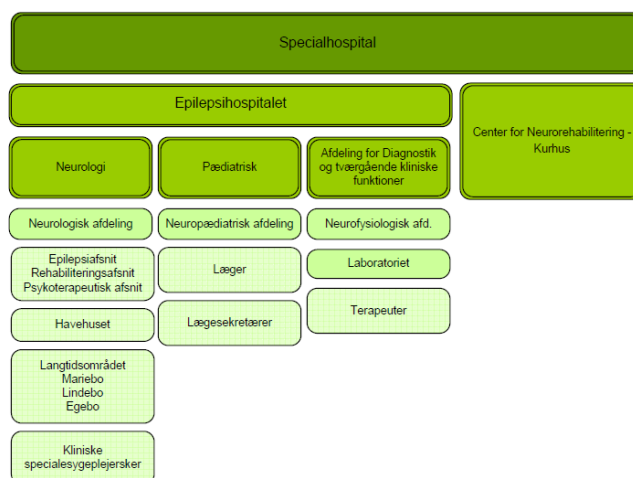 Specialhospital
Epilepsihospitalet
Center for Neurorehabilitering -
Kurhus
Neurologi
Pædiatrisk
Afdeling for Diagnostik
og tværgående kliniske
funktioner
Neurologisk afdeling
Neuropædiatrisk afdeling
Neurofysiologisk afd.
Epilepsiafsnit
Rehabiliteringsafsnit
Psykoterapeutisk afsnit
Læger
Laboratoriet
Havehuset
Lægesekretærer
Terapeuter
Langtidsområdet
Mariebo
Lindebo
Egebo
Kliniske
specialesygeplejersker